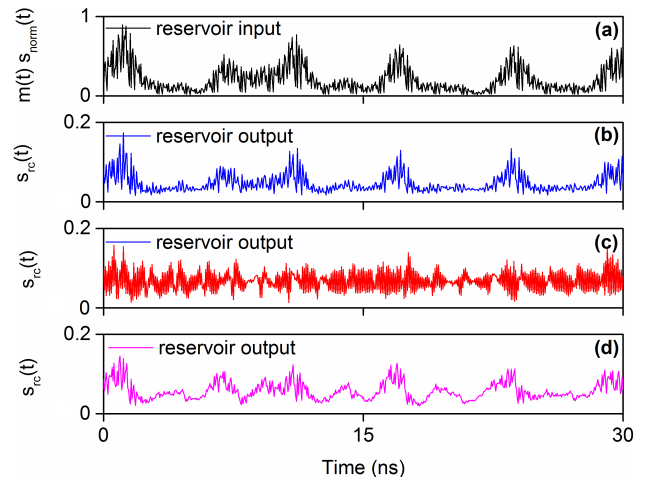 1
m(t) s_norm(t)
reservoir input
(a)
0
0.2
s_rc(t)
reservoir output
(b)
0
0.2
s_rc(t)
reservoir output
(c)
0
0.2
s_rc(t)
reservoir output
(d)
0
0 15 30
Time (ns)